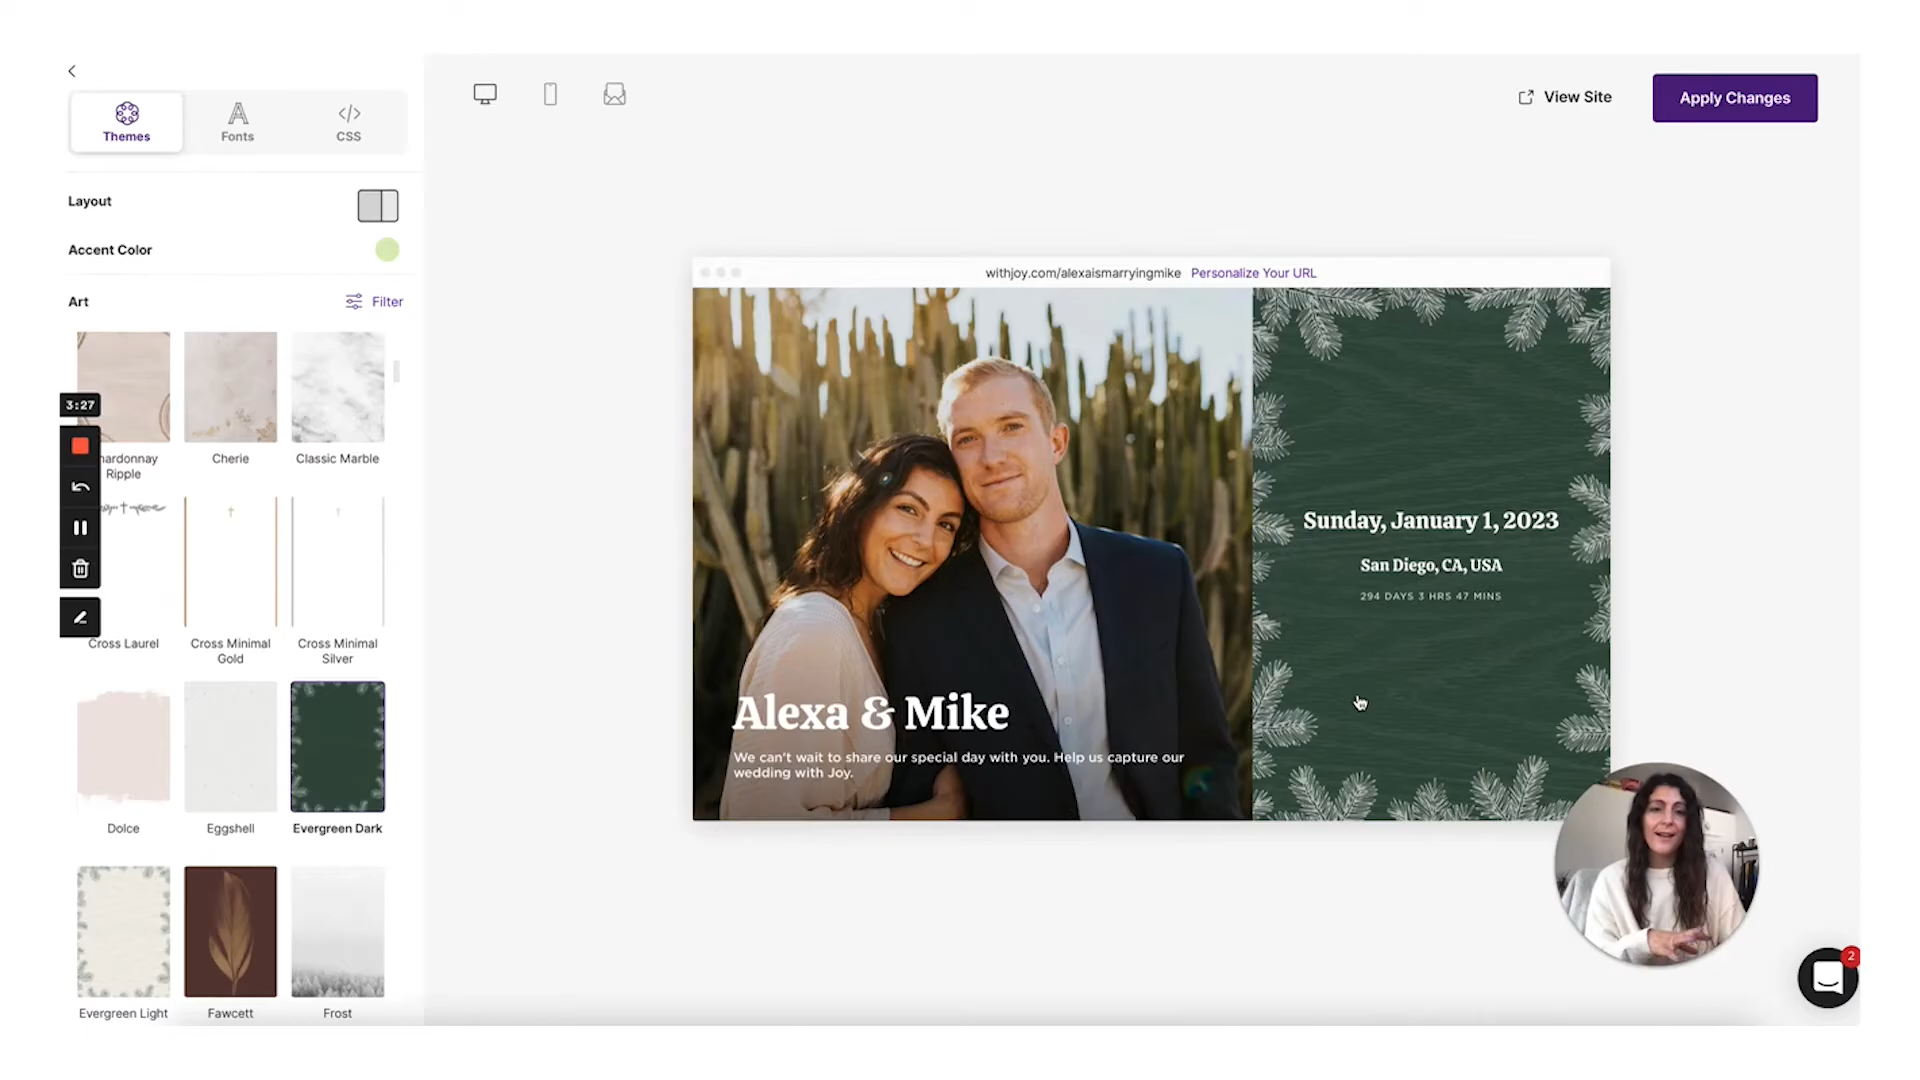 Themes
Fonts
CSS
View Site
Apply Changes
Layout
Accent Color
Art
Filter
withjoy.com/alexaismarryingmike Personalize Your URL
3:27
Ripple
Cherie
Classic Marble
Cross Laurel
Cross Minimal
Gold
Cross Minimal
Silver
Dolce
Eggshell
Evergreen Dark
Evergreen Light
Fawcett
Frost
Alexa & Mike
We can't wait to share our special day with you. Help us capture our
wedding with Joy.
Sunday, January 1, 2023
San Diego, CA, USA
294 DAYS 3 HRS 47 MINS
2